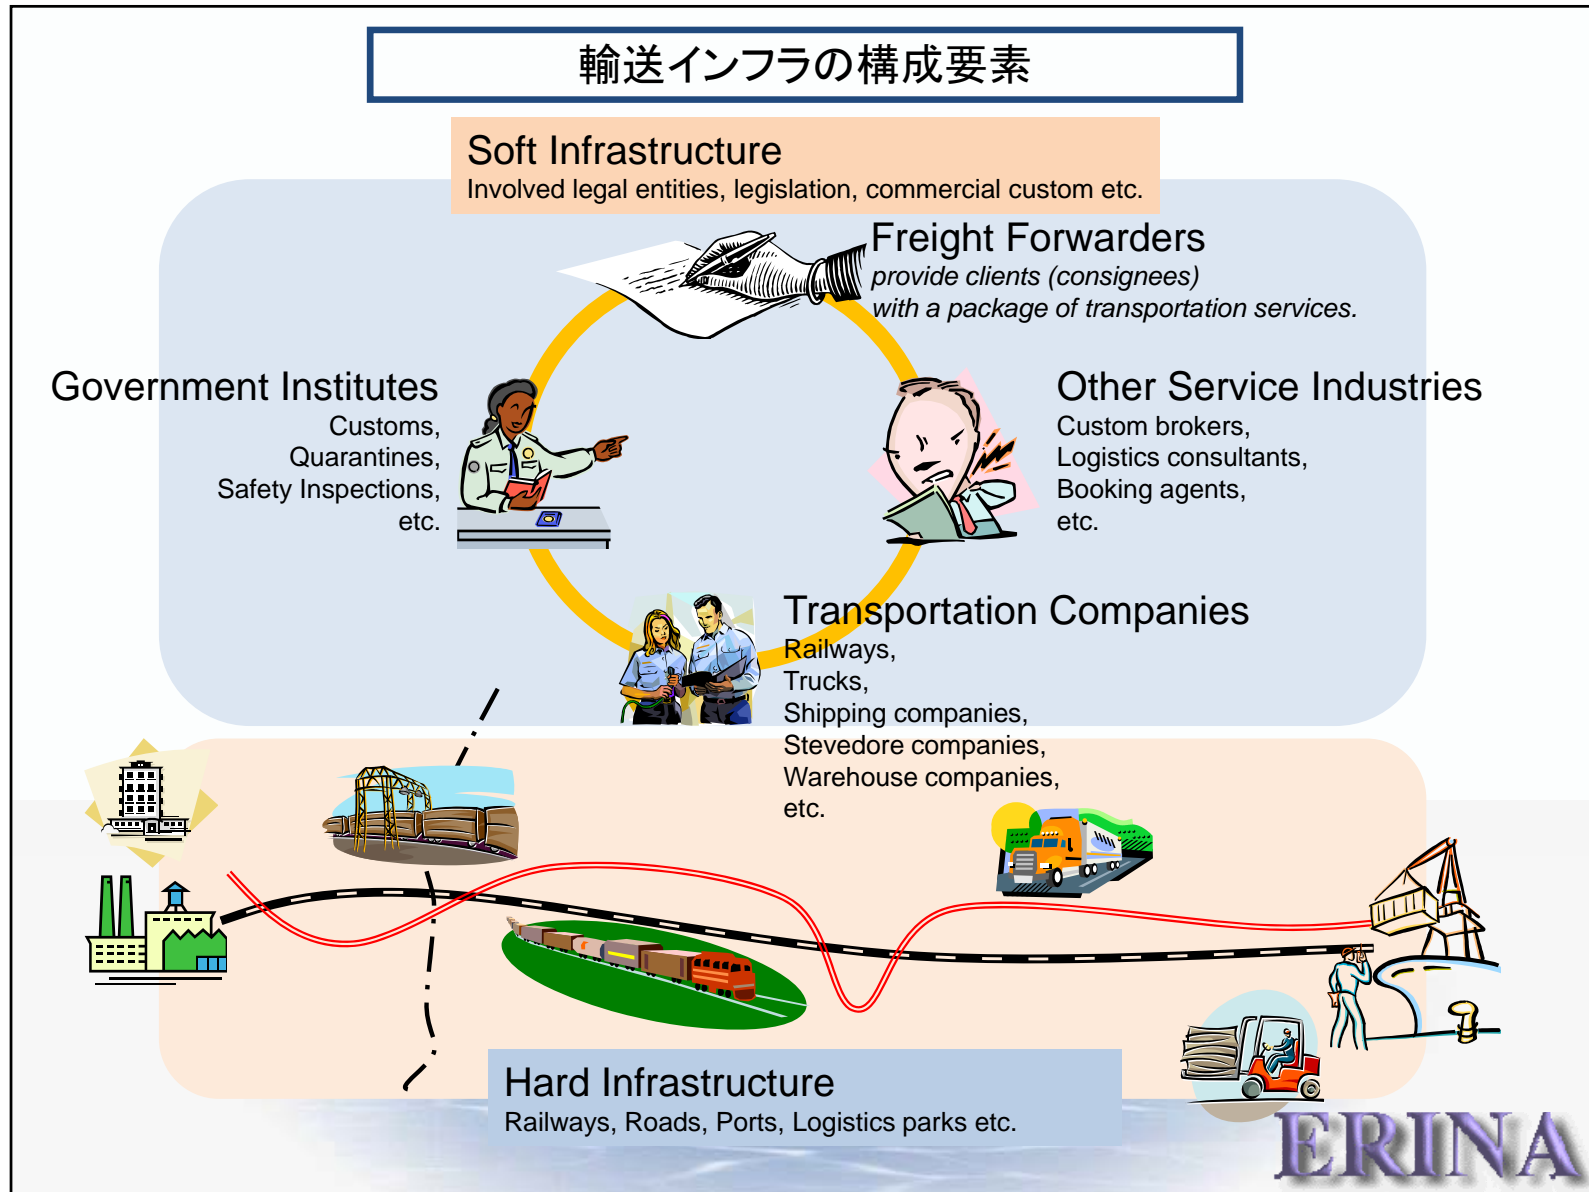 輸送インフラの構成要素
Soft Infrastructure
Involved legal entities, legislation, commercial custom etc.
Freight Forwarders
provide clients (consignees)
with a package of transportation services.
Government Institutes
Customs,
Quarantines,
Safety Inspections,
etc.
Other Service Industries
Custom brokers,
Logistics consultants,
Booking agents,
etc.
Transportation Companies
Railways,
Trucks,
Shipping companies,
Stevedore companies,
Warehouse companies,
etc.
Hard Infrastructure
Railways, Roads, Ports, Logistics parks etc.
ERINA